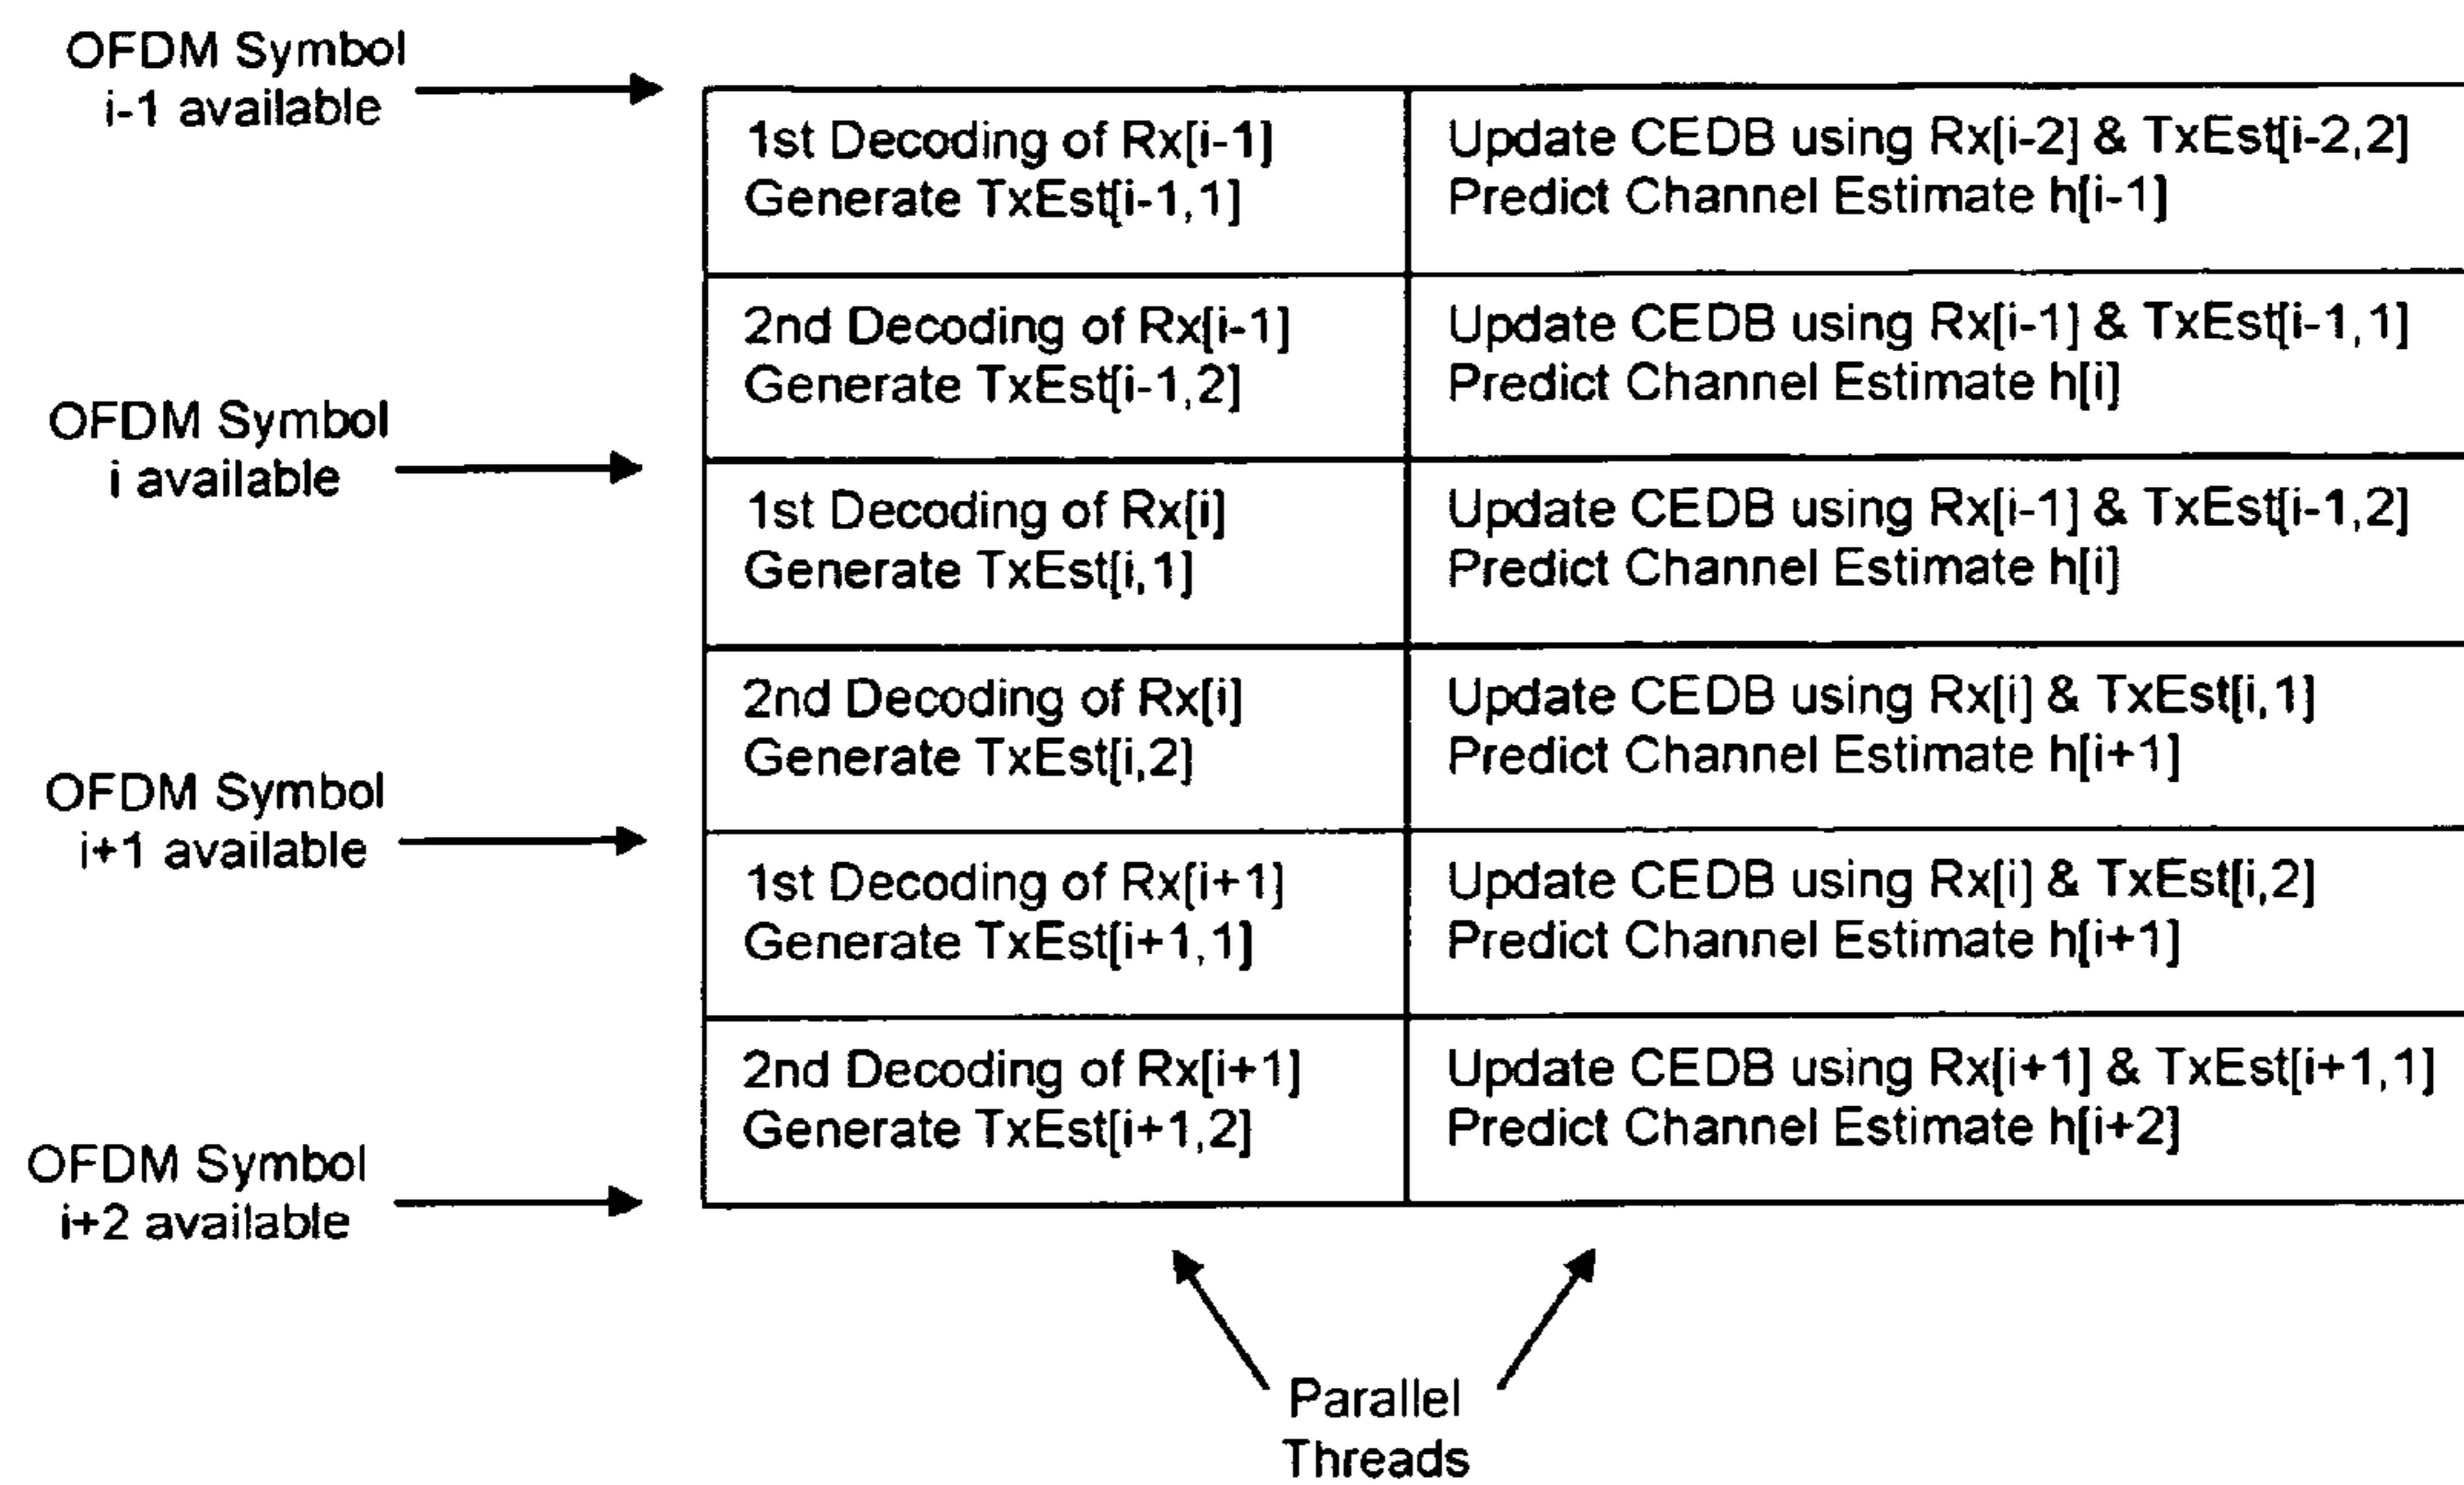 OFDM Symbol
i-1 available
1st Decoding of Rx[i-1]
Generate TxEst[i-1,1]
Update CEDB using Rx[i-2] & TxEst[i-2,2]
Predict Channel Estimate h[i-1]
2nd Decoding of Rx[i-1]
Generate TxEst[i-1,2]
Update CEDB using Rx[i-1] & TxEst[i-1,1]
Predict Channel Estimate h[i]
OFDM Symbol
i available
1st Decoding of Rx[i]
Generate TxEst[i,1]
Update CEDB using Rx[i-1] & TxEst[i-1,2]
Predict Channel Estimate h[i]
2nd Decoding of Rx[i]
Generate TxEst[i,2]
Update CEDB using Rx[i] & TxEst[i,1]
Predict Channel Estimate h[i+1]
OFDM Symbol
i+1 available
1st Decoding of Rx[i+1]
Generate TxEst[i+1,1]
Update CEDB using Rx[i] & TxEst[i,2]
Predict Channel Estimate h[i+1]
2nd Decoding of Rx[i+1]
Generate TxEst[i+1,2]
Update CEDB using Rx[i+1] & TxEst[i+1,1]
Predict Channel Estimate h[i+2]
OFDM Symbol
i+2 available
Parallel
Threads